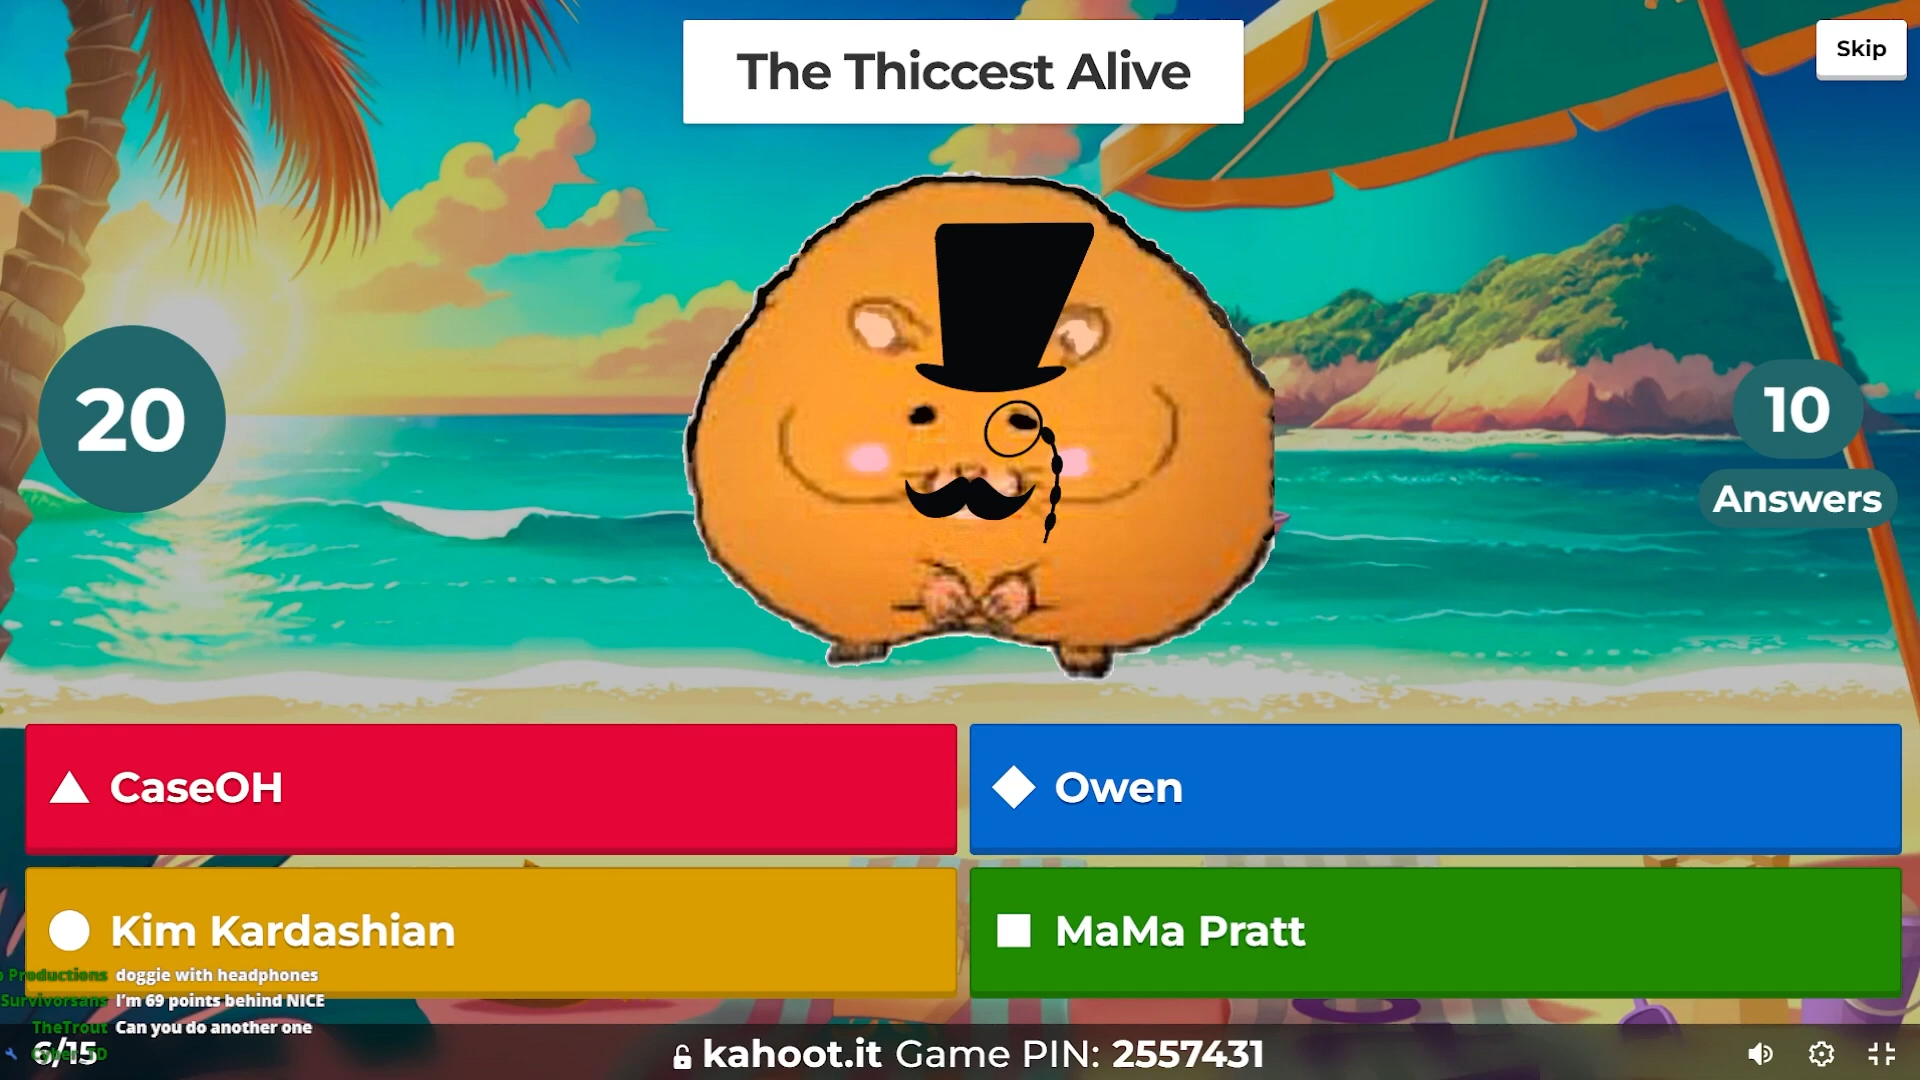 The Thiccest Alive
Skip
20
10
Answers
CaseOH
Owen
Kim Kardashian
MaMa Pratt
Productions doggie with headphones
Survivorsans I'm 69 points behind NICE
TheTrout Can you do another one
6/15
kahoot.it Game PIN: 2557431